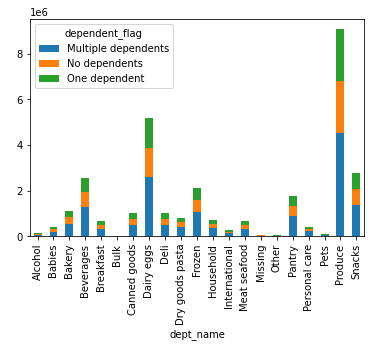 1e6
dependent_flag
Multiple dependents
No dependents
One dependent
8
6
4
2
0
Alcohol
Babies
Bakery
Beverages
Breakfast
Bulk
Canned goods
Dairy eggs
Deli
Dry goods pasta
Frozen
Household
International
Meat seafood
Missing
Other
Pantry
Personal care
Pets
Produce
Snacks
dept_name